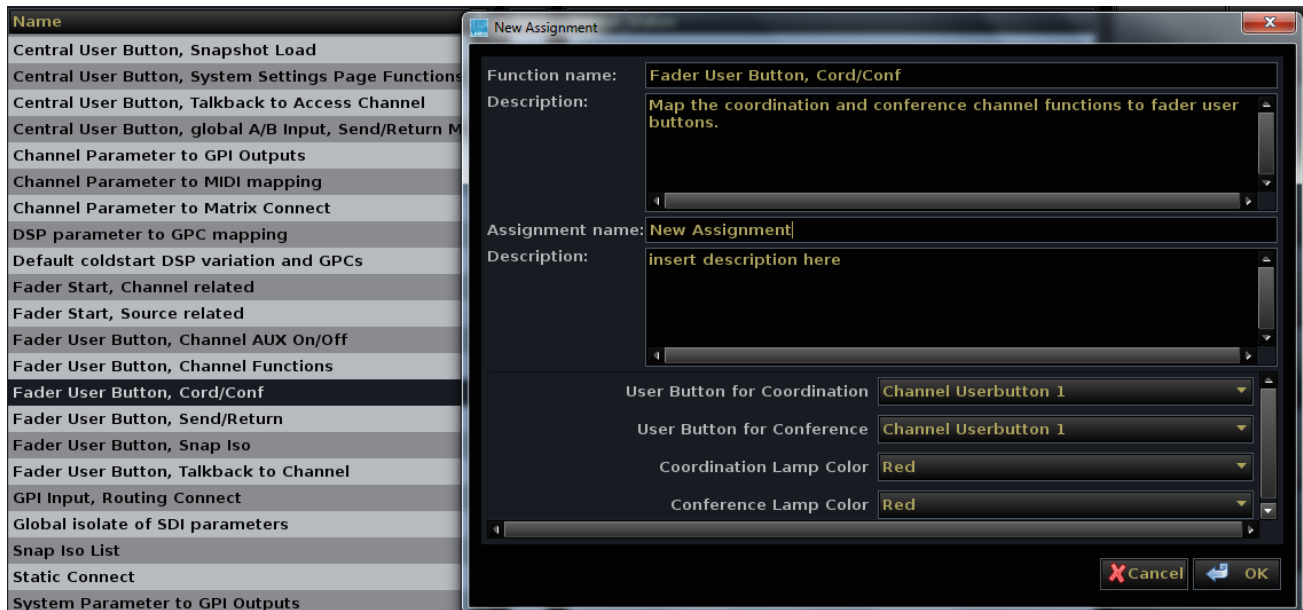 Name
Central User Button, Snapshot Load
Central User Button, System Settings Page Functions
Central User Button, Talkback to Access Channel
Central User Button, global A/B Input, Send/Return M
Channel Parameter to GPI Outputs
Channel Parameter to MIDI mapping
Channel Parameter to Matrix Connect
DSP parameter to GPC mapping
Default coldstart DSP variation and GPCs
Fader Start, Channel related
Fader Start, Source related
Fader User Button, Channel AUX On/Off
Fader User Button, Channel Functions
Fader User Button, Cord/Conf
Fader User Button, Send/Return
Fader User Button, Snap Iso
Fader User Button, Talkback to Channel
GPI Input, Routing Connect
Global isolate of SDI parameters
Snap Iso List
Static Connect
System Parameter to GPI Outputs
New Assignment
Function name: Fader User Button, Cord/Conf
Description: Map the coordination and conference channel functions to fader user
buttons.
Assignment name: New Assignment
Description: insert description here
User Button for Coordination Channel Userbutton 1
User Button for Conference Channel Userbutton 1
Coordination Lamp Color Red
Conference Lamp Color Red
Cancel OK